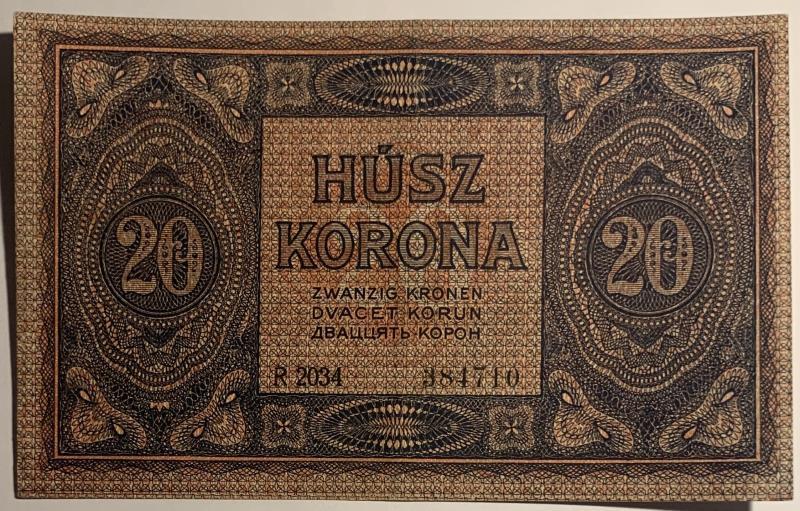 HÚSZ
KORONA
20
20
ZWANZIG KRONEN
DVACET KORUN
ДВАЦЦЯТЬ КОРОН
R 2034 384710